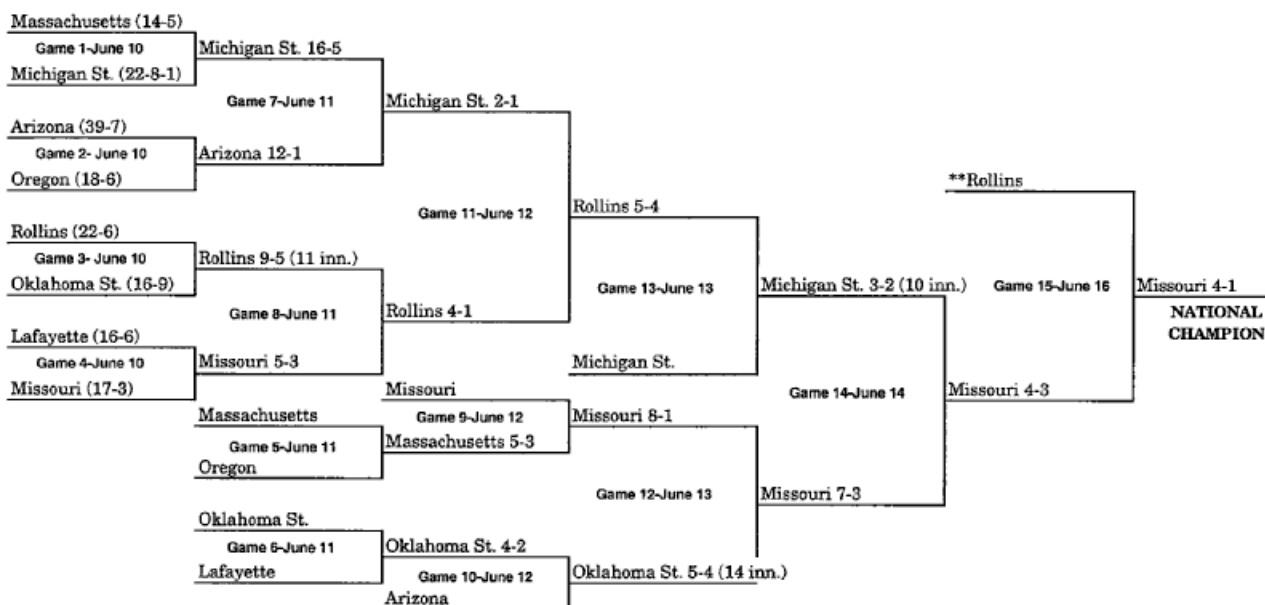 Massachusetts (14-5)
Game 1-June 10
Michigan St. (22-8-1)
Michigan St. 16-5
Game 7-June 11
Arizona (39-7)
Game 2- June 10
Oregon (18-6)
Arizona 12-1
Michigan St. 2-1
Game 11-June 12
Rollins (22-6)
Game 3- June 10
Oklahoma St. (16-9)
Rollins 9-5 (11 inn.)
Game 8-June 11
Lafayette (16-6)
Game 4-June 10
Missouri (17-3)
Missouri 5-3
Rollins 4-1
Rollins 5-4
Game 13-June 13
Michigan St.
Michigan St. 3-2 (10 inn.)
Massachusetts
Game 5-June 11
Oregon
Missouri
Game 9-June 12
Massachusetts 5-3
Missouri 8-1
Game 12-June 13
Oklahoma St.
Game 6-June 11
Lafayette
Oklahoma St. 4-2
Game 10-June 12
Arizona
Oklahoma St. 5-4 (14 inn.)
Missouri 7-3
Game 14-June 14
Missouri 4-3
**Rollins
Game 15-June 16
Missouri 4-1
NATIONAL
CHAMPION